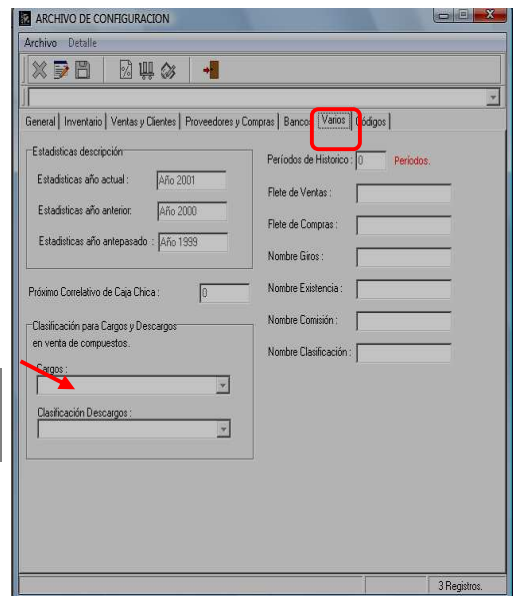 ARCHIVO DE CONFIGURACION
Archivo Detalle
General Inventario Ventas y Clientes Proveedores y Compras Bancos Varios Códigos
Estadisticas descripción
Estadisticas año actual : Año 2001
Estadisticas año anterior: Año 2000
Estadisticas año antepasado : Año 1999
Próximo Correlativo de Caja Chica : 0
Clasificación para Cargos y Descargos
en venta de compuestos.
Cargos :
Clasificación Descargos :
Períodos de Historico : 0 Periodos.
Flete de Ventas :
Flete de Compras :
Nombre Giros :
Nombre Existencia :
Nombre Comisión :
Nombre Clasificación :
3 Registros.